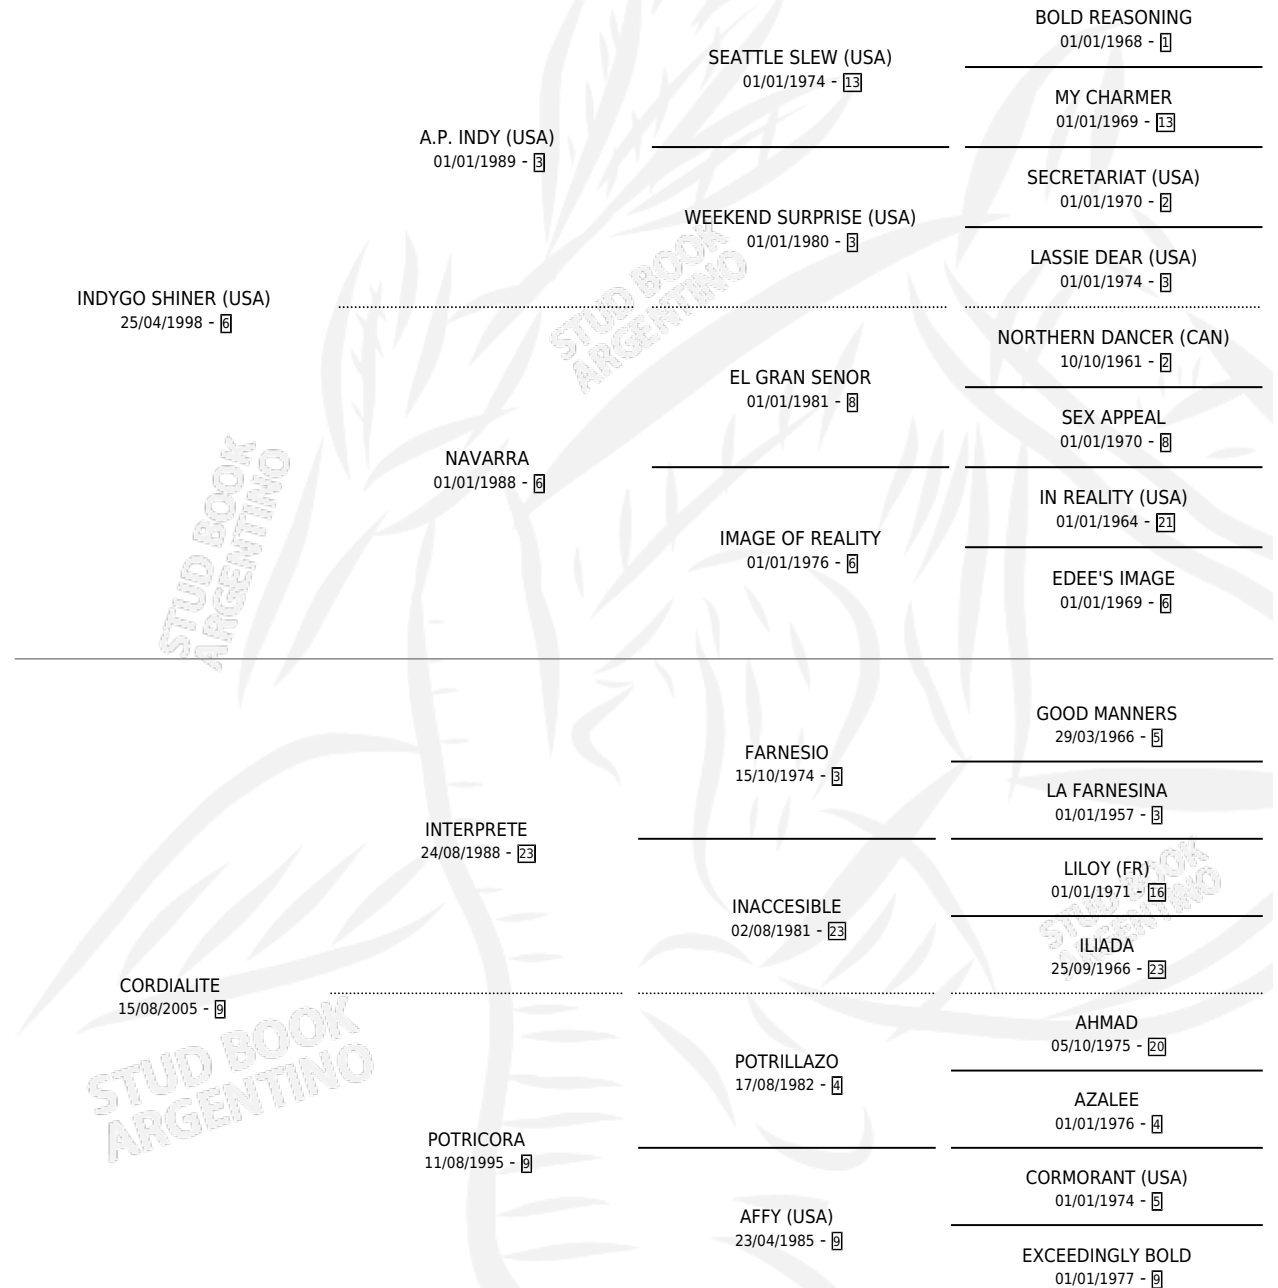 BOLD REASONING
01/01/1968 - 1
SEATTLE SLEW (USA)
01/01/1974 - 13
MY CHARMER
01/01/1969 - 13
A.P. INDY (USA)
01/01/1989 - 3
SECRETARIAT (USA)
01/01/1970 - 2
WEEKEND SURPRISE (USA)
01/01/1980 - 3
LASSIE DEAR (USA)
01/01/1974 - 3
INDYGO SHINER (USA)
25/04/1998 - 6
NORTHERN DANCER (CAN)
10/10/1961 - 2
EL GRAN SENOR
01/01/1981 - 8
SEX APPEAL
01/01/1970 - 8
NAVARRA
01/01/1988 - 6
IN REALITY (USA)
01/01/1964 - 21
IMAGE OF REALITY
01/01/1976 - 6
EDEE'S IMAGE
01/01/1969 - 6
GOOD MANNERS
29/03/1966 - 5
FARNESIO
15/10/1974 - 3
LA FARNESINA
01/01/1957 - 3
INTERPRETE
24/08/1988 - 23
LILOY (FR)
01/01/1971 - 16
INACCESIBLE
02/08/1981 - 23
ILIADA
25/09/1966 - 23
CORDIALITE
15/08/2005 - 9
AHMAD
05/10/1975 - 20
POTRILLAZO
17/08/1982 - 4
AZALEE
01/01/1976 - 4
POTRICORA
11/08/1995 - 9
CORMORANT (USA)
01/01/1974 - 5
AFFY (USA)
23/04/1985 - 9
EXCEEDINGLY BOLD
01/01/1977 - 9
STUD BOOK
ARGENTINO
STUD BOOK
ARGENTINO
STUD BOOK
ARGENTINO
STUD BOOK
ARGENTINO